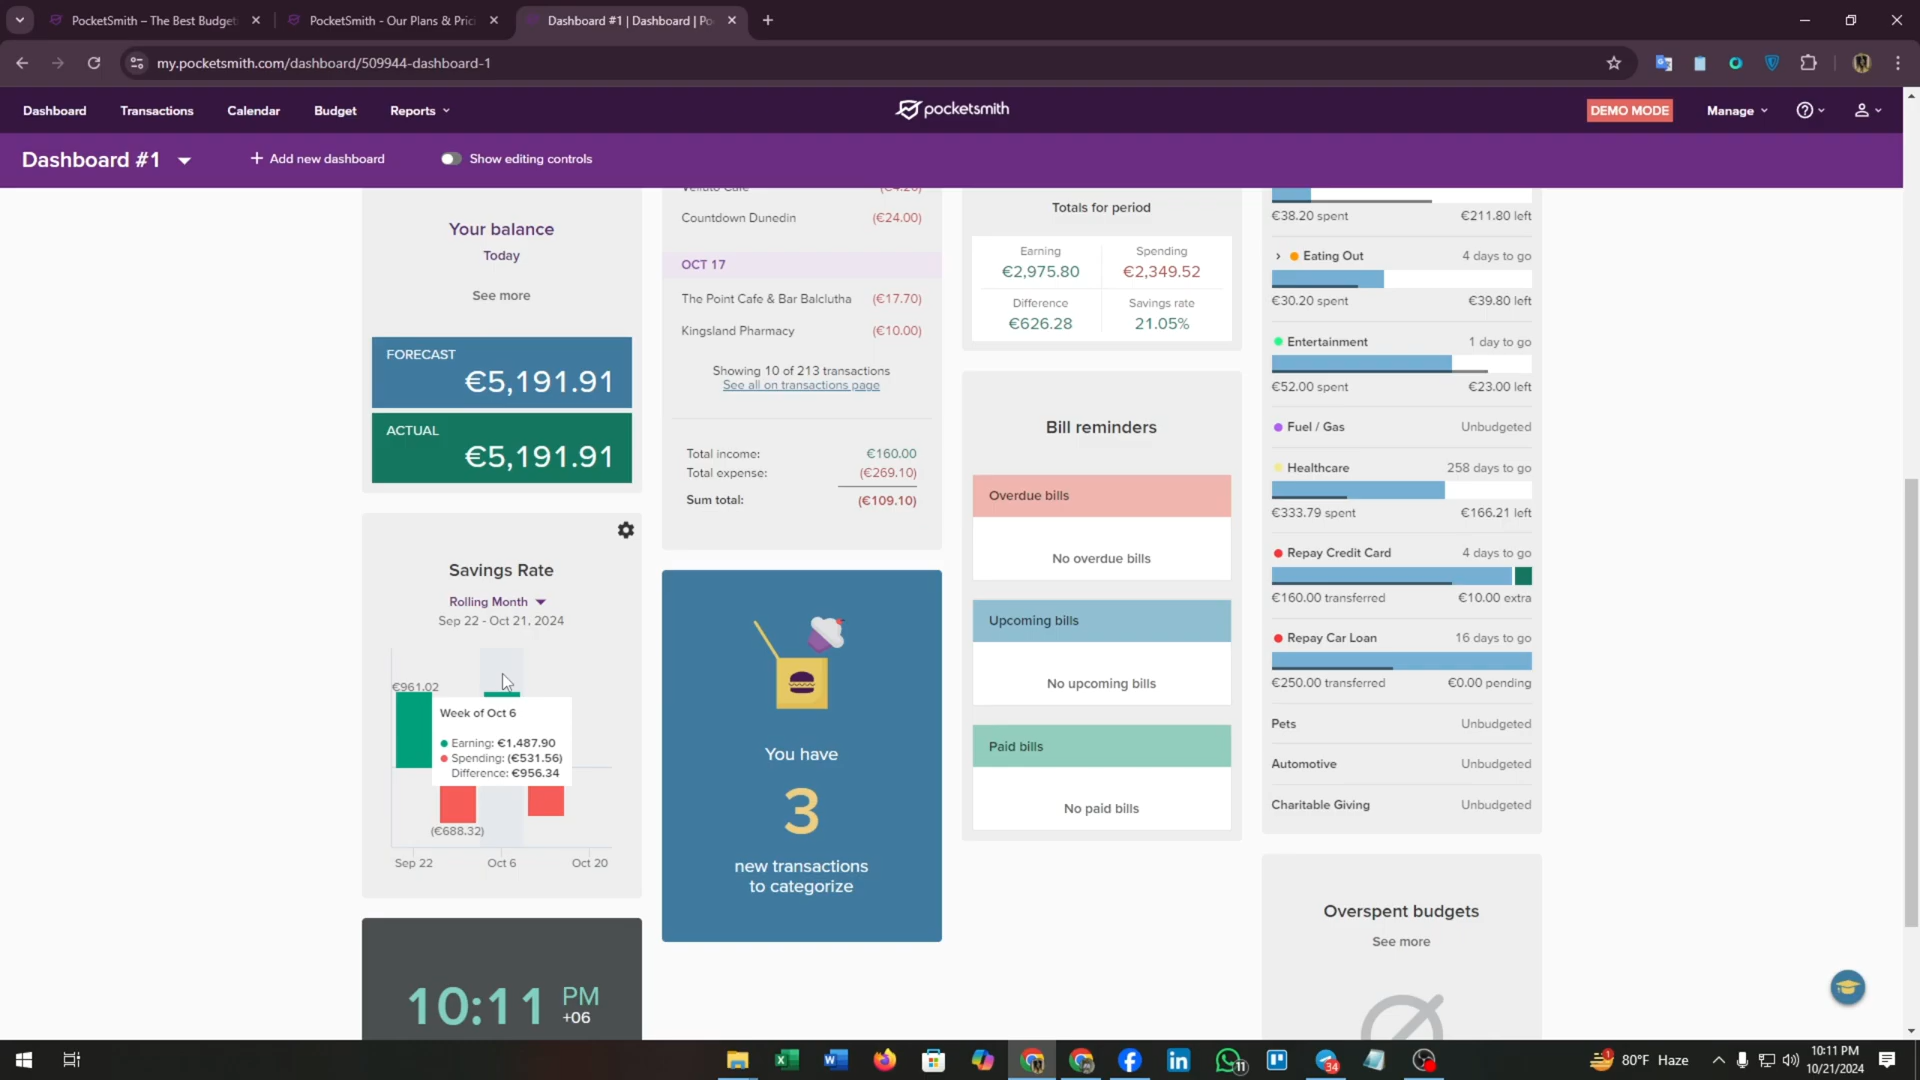 PocketSmith – The Best Budget
PocketSmith - Our Plans & Prici
Dashboard #1 | Dashboard | Po
my.pocketsmith.com/dashboard/509944-dashboard-1
Dashboard
Transactions
Calendar
Budget
Reports
pocketsmith
DEMO MODE
Manage
Dashboard #1
+ Add new dashboard
Show editing controls
Your balance
Today
See more
FORECAST
€5,191.91
ACTUAL
€5,191.91
Savings Rate
Rolling Month
Sep 22 - Oct 21, 2024
€961.02
Week of Oct 6
Earning: €1,487.90
Spending: (€531.56)
Difference: €956.34
(€688.32)
Sep 22 Oct 6 Oct 20
10:11 PM
+06
Countdown Dunedin (€24.00)
OCT 17
The Point Cafe & Bar Balclutha (€17.70)
Kingsland Pharmacy (€10.00)
Showing 10 of 213 transactions
See all on transactions page
Total income: €160.00
Total expense: (€269.10)
Sum total: (€109.10)
You have
3
new transactions
to categorize
Totals for period
Earning Spending
€2,975.80 €2,349.52
Difference Savings rate
€626.28 21.05%
Bill reminders
Overdue bills
No overdue bills
Upcoming bills
No upcoming bills
Paid bills
No paid bills
€38.20 spent €211.80 left
Eating Out 4 days to go
€30.20 spent €39.80 left
Entertainment 1 day to go
€52.00 spent €23.00 left
Fuel / Gas Unbudgeted
Healthcare 258 days to go
€333.79 spent €166.21 left
Repay Credit Card 4 days to go
€160.00 transferred €10.00 extra
Repay Car Loan 16 days to go
€250.00 transferred €0.00 pending
Pets Unbudgeted
Automotive Unbudgeted
Charitable Giving Unbudgeted
Overspent budgets
See more
11
34
80°F Haze
10:11 PM
10/21/2024